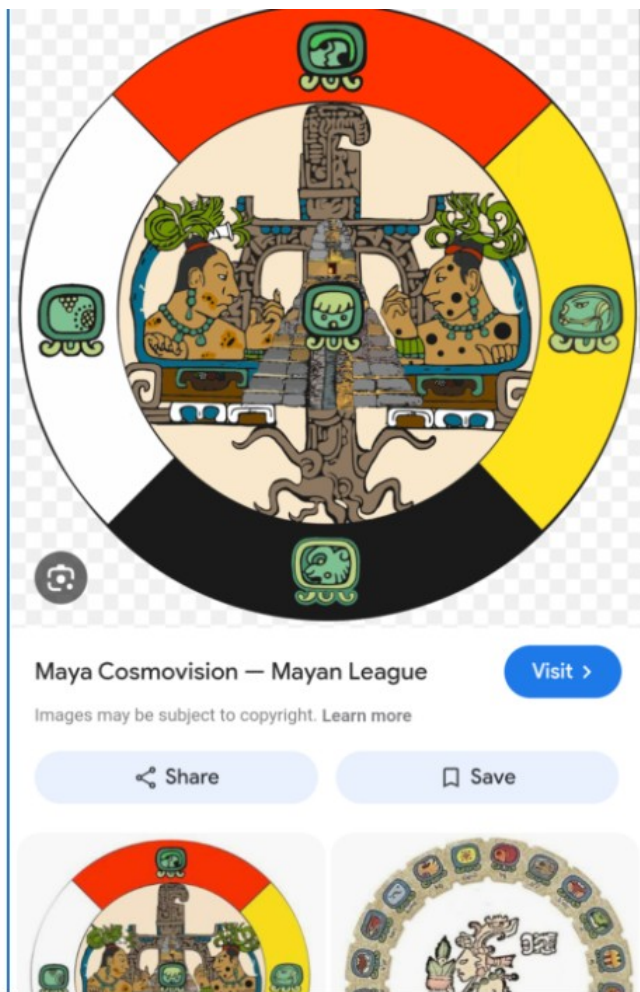 Maya Cosmovision — Mayan League
Visit
Images may be subject to copyright. Learn more
Share
Save